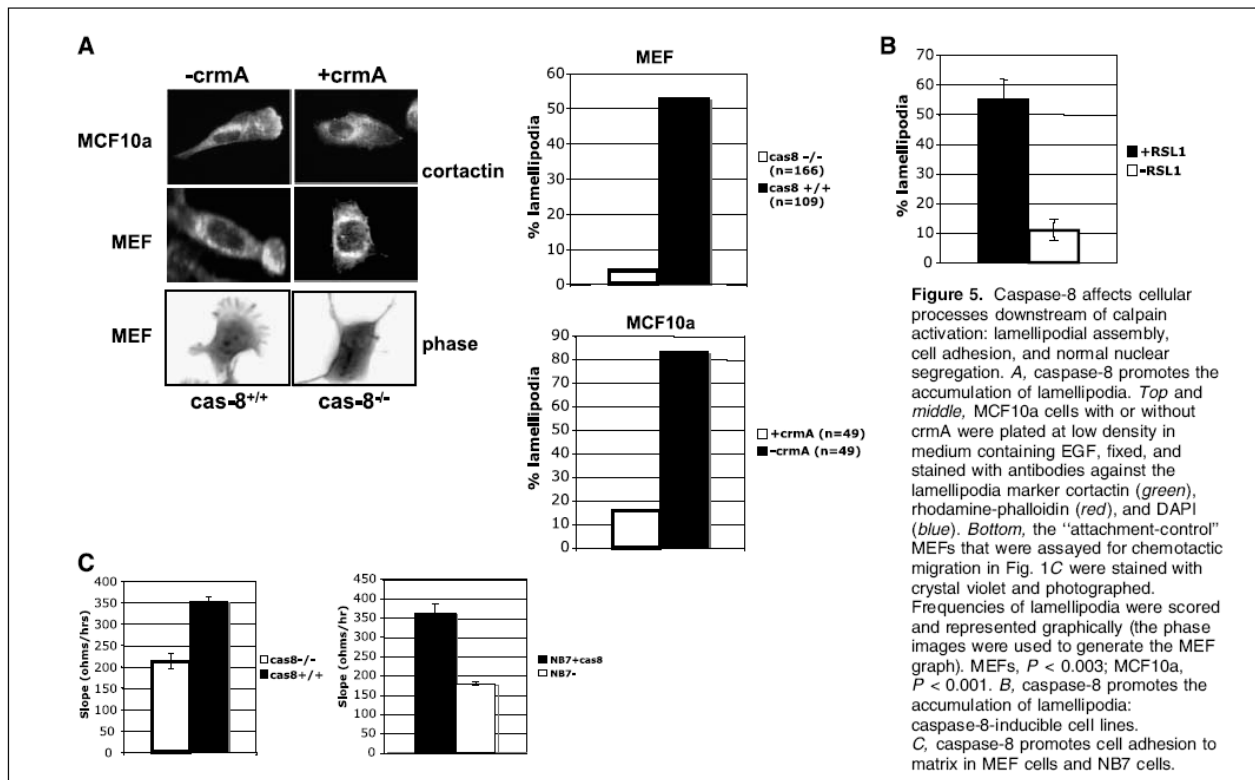 A
-crmA
+crmA
MCF10a
cortactin
MEF
MEF
phase
cas-8+/+
cas-8-/-
MEF
% lamellipodia
60
50
40
30
20
10
0
cas8 -/-
(n=166)
cas8 +/+
(n=109)
MCF10a
% lamellipodia
90
80
70
60
50
40
30
20
10
0
+crmA (n=49)
-crmA (n=49)
B
% lamellipodia
70
60
50
40
30
20
10
0
+RSL1
-RSL1
C
Slope (ohms/hrs)
400
350
300
250
200
150
100
50
0
cas8-/-
cas8+/+
Slope (ohms/hr)
450
400
350
300
250
200
150
100
50
0
NB7+cas8
NB7-
Figure 5. Caspase-8 affects cellular
processes downstream of calpain
activation: lamellipodial assembly,
cell adhesion, and normal nuclear
segregation. A, caspase-8 promotes the
accumulation of lamellipodia. Top and
middle, MCF10a cells with or without
crmA were plated at low density in
medium containing EGF, fixed, and
stained with antibodies against the
lamellipodia marker cortactin (green),
rhodamine-phalloidin (red), and DAPI
(blue). Bottom, the "attachment-control"
MEFs that were assayed for chemotactic
migration in Fig. 1C were stained with
crystal violet and photographed.
Frequencies of lamellipodia were scored
and represented graphically (the phase
images were used to generate the MEF
graph). MEFs, P < 0.003; MCF10a,
P < 0.001. B, caspase-8 promotes the
accumulation of lamellipodia:
caspase-8-inducible cell lines.
C, caspase-8 promotes cell adhesion to
matrix in MEF cells and NB7 cells.